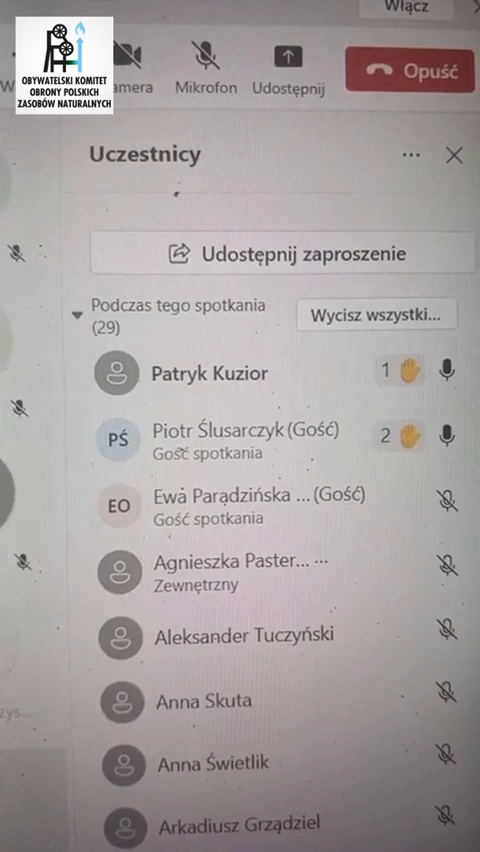 Włącz
OBYWATELSKI KOMITET
OBRONY POLSKICH
ZASOBÓW NATURALNYCH
amera
Mikrofon
Udostępnij
Opuść
Uczestnicy
Udostępnij zaproszenie
Podczas tego spotkania
(29)
Wycisz wszystki...
Patryk Kuzior
1
PŚ
Piotr Ślusarczyk (Gość)
Gość spotkania
2
EO
Ewa Parądzińska ... (Gość)
Gość spotkania
Agnieszka Paster... ...
Zewnętrzny
Aleksander Tuczyński
Anna Skuta
zys...
Anna Świetlik
Arkadiusz Grządziel